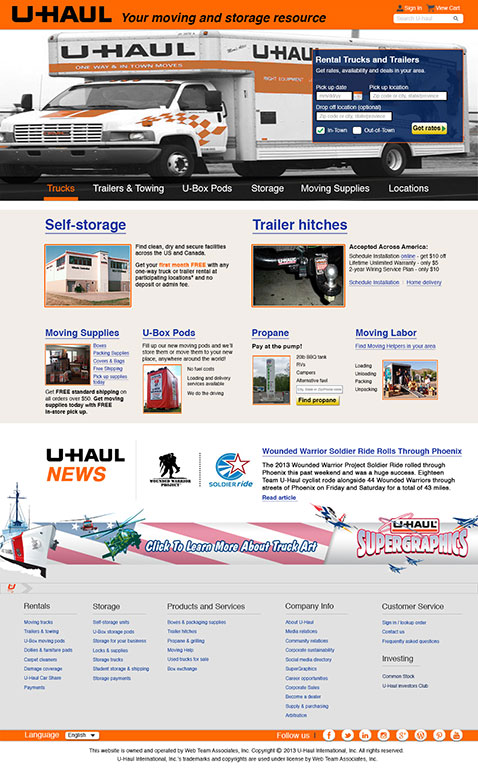 U-HAUL Your moving and storage resource
Sign In View Cart
Search U-haul
U-HAUL
ONE WAY & IN-TOWN MOVES
RIGHT EQUIPMENT
Rental Trucks and Trailers
Get rates, availability and deals in your area.
Pick up date Pick up location
mm/dd/yy Zip code or city, state/province
Drop off location (optional)
Zip code or city, state/province
In-Town Out-of-Town Get rates
Trucks Trailers & Towing U-Box Pods Storage Moving Supplies Locations
Self-storage
Find clean, dry and secure facilities
across the US and Canada.
Get your first month FREE with any
one-way truck or trailer rental at
participating locations* and no
deposit or admin fee.
Trailer hitches
Accepted Across America:
Schedule Installation online - get $10 off
Lifetime Unlimited Warranty - only $5
2-year Wiring Service Plan - only $10
Schedule Installation | Home delivery
Moving Supplies
Boxes
Packing Supplies
Covers & Bags
Free Shipping
Pick up supplies
today
Get FREE standard shipping on
all orders over $50. Get moving
supplies today with FREE
in-store pick up.
U-Box Pods
Fill up our new moving pods and we'll
store them or move them to your new
place, anywhere around the world!
No fuel costs
Loading and delivery
services available
We do the driving
Propane
Pay at the pump!
20lb BBQ tank
RVs
Campers
Alternative fuel
Find propane
Moving Labor
Find Moving Helpers in your area
Loading
Unloading
Packing
Unpacking
U-HAUL
NEWS
WOUNDED WARRIOR
PROJECT
SOLDIER ride
Wounded Warrior Soldier Ride Rolls Through Phoenix
The 2013 Wounded Warrior Project Soldier Ride rolled through
Phoenix this past weekend and was a huge success. Eighteen
Team U-Haul cyclist rode alongside 44 Wounded Warriors through
streets of Phoenix on Friday and Saturday for a total of 43 miles.
Read article
Click To Learn More About Truck Art
U-HAUL
SUPERGRAPHICS
Rentals
Moving trucks
Trailers & towing
U-Box moving pods
Dollies & furniture pads
Carpet cleaners
Damage coverage
U-Haul Car Share
Payments
Storage
Self-storage units
U-Box storage pods
Storage for your business
Locks & supplies
Storage trucks
Student storage & shipping
Storage payments
Products and Services
Boxes & packaging supplies
Trailer hitches
Propane & grilling
Moving Help
Used trucks for sale
Box exchange
Company Info
About U-Haul
Media relations
Community relations
Corporate sustainability
Social media directory
SuperGraphics
Career opportunities
Corporate Sales
Become a dealer
Supply & purchasing
Arbitration
Customer Service
Sign in / lookup order
Contact us
Frequently asked questions
Investing
Common Stock
U-Haul Investors Club
Language English Follow us |
This website is owned and operated by Web Team Associates, Inc. Copyright © 2013 U-Haul International, Inc. All rights reserved.
U-Haul International, Inc.'s trademarks and copyrights are used under license by Web Team Associates, Inc.